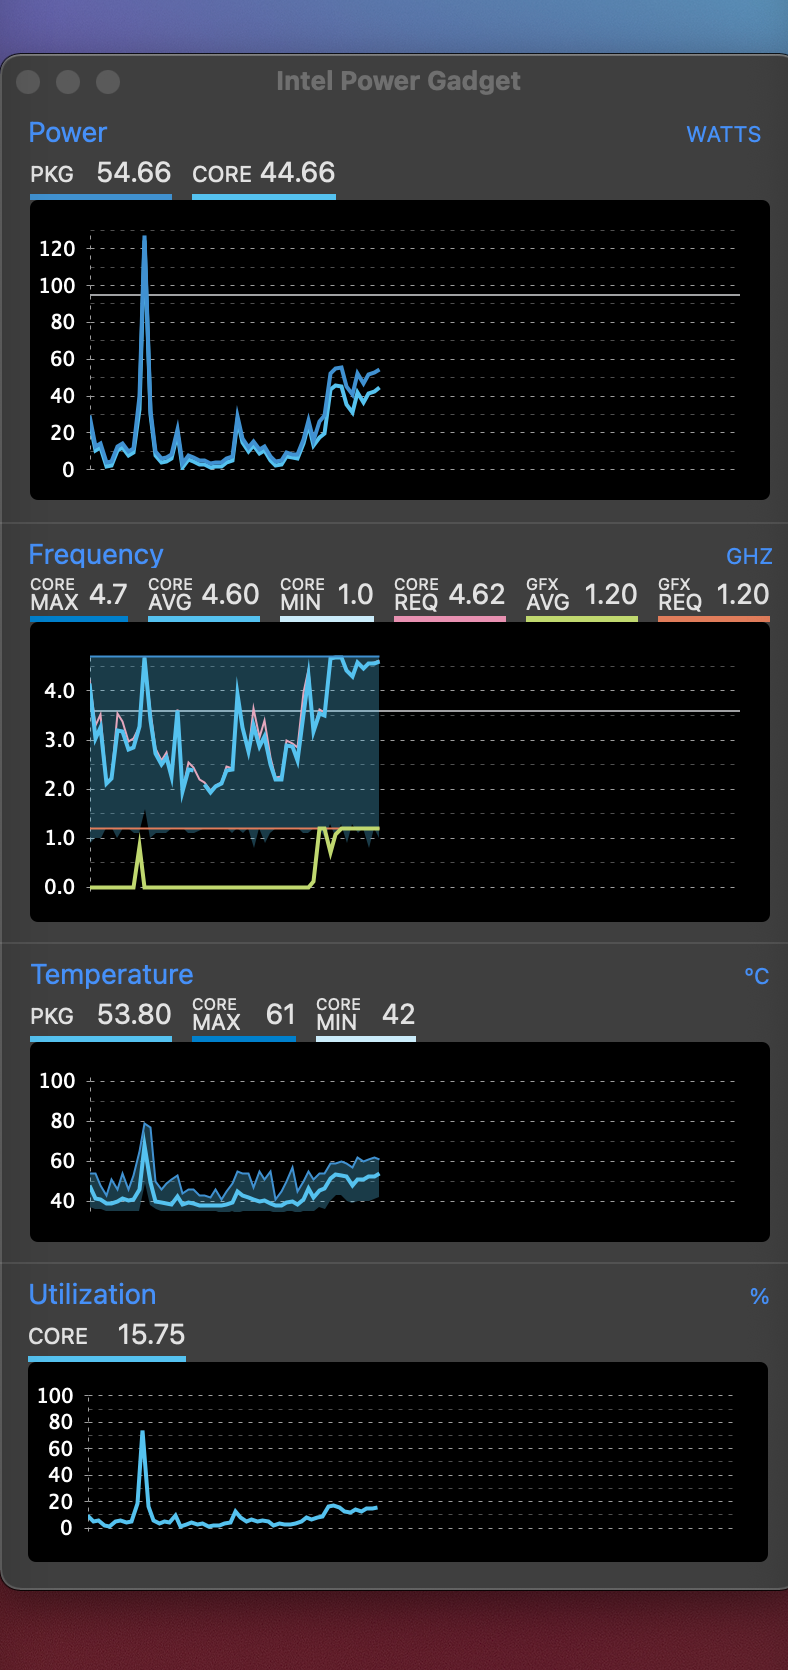 Intel Power Gadget
Power WATTS
PKG 54.66 CORE 44.66
120
100
80
60
40
20
0
Frequency GHZ
CORE MAX 4.7 CORE AVG 4.60 CORE MIN 1.0 CORE REQ 4.62 GFX AVG 1.20 GFX REQ 1.20
4.0
3.0
2.0
1.0
0.0
Temperature ºC
PKG 53.80 CORE MAX 61 CORE MIN 42
100
80
60
40
Utilization %
CORE 15.75
100
80
60
40
20
0